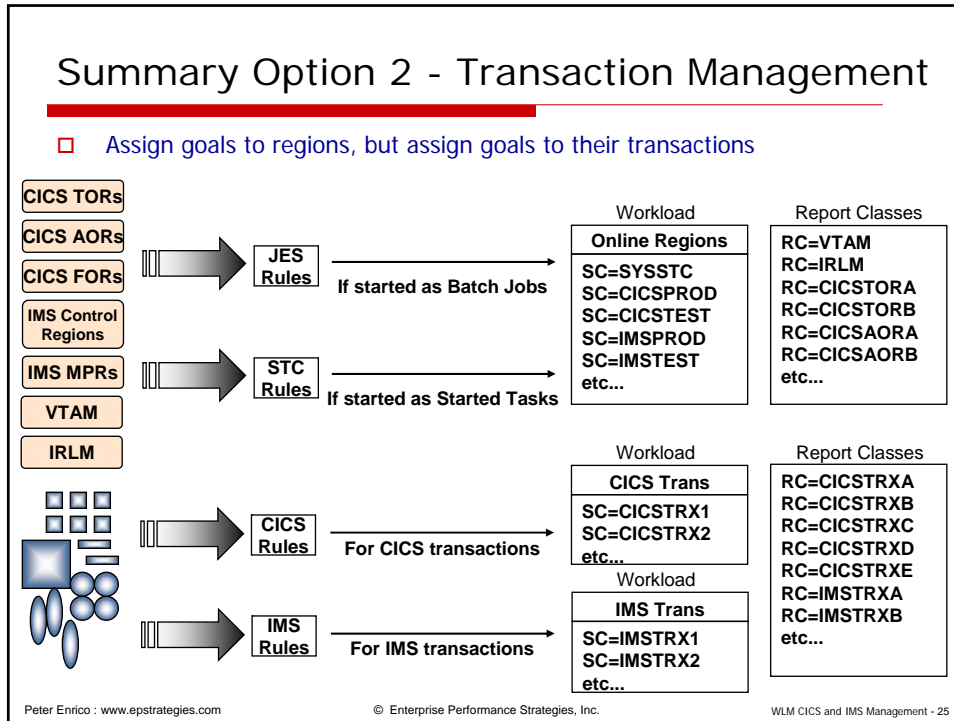 Summary Option 2 - Transaction Management
Assign goals to regions, but assign goals to their transactions
CICS TORs
CICS AORs
CICS FORs
IMS Control
Regions
IMS MPRs
VTAM
IRLM
JES
Rules
If started as Batch Jobs
STC
Rules
If started as Started Tasks
Workload
Online Regions
SC=SYSSTC
SC=CICSPROD
SC=CICSTEST
SC=IMSPROD
SC=IMSTEST
etc...
Report Classes
RC=VTAM
RC=IRLM
RC=CICSTORA
RC=CICSTORB
RC=CICSAORA
RC=CICSAORB
etc...
CICS
Rules
For CICS transactions
IMS
Rules
For IMS transactions
Workload
CICS Trans
SC=CICSTRX1
SC=CICSTRX2
etc...
Workload
IMS Trans
SC=IMSTRX1
SC=IMSTRX2
etc...
Report Classes
RC=CICSTRXA
RC=CICSTRXB
RC=CICSTRXC
RC=CICSTRXD
RC=CICSTRXE
RC=IMSTRXA
RC=IMSTRXB
etc...
Peter Enrico : www.epstrategies.com
© Enterprise Performance Strategies, Inc.
WLM CICS and IMS Management - 25